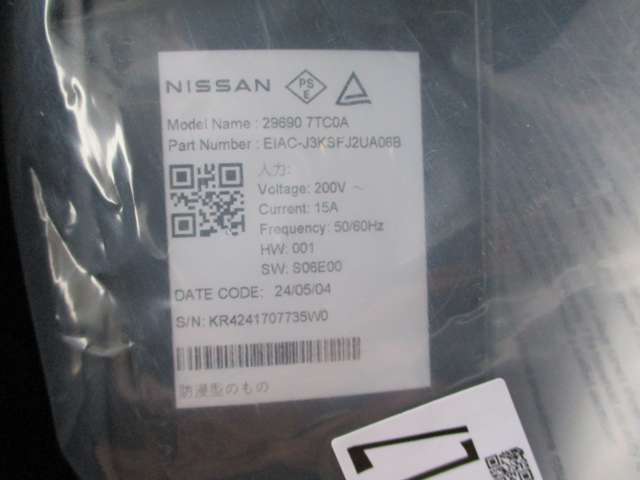 NISSAN PS E
Model Name : 29690 7TC0A
Part Number : EIAC-J3KSFJ2UA06B
入力:
Voltage: 200V ~
Current: 15A
Frequency: 50/60Hz
HW: 001
SW: S06E00
DATE CODE: 24/05/04
S/N: KR4241707735W0
防浸型のもの